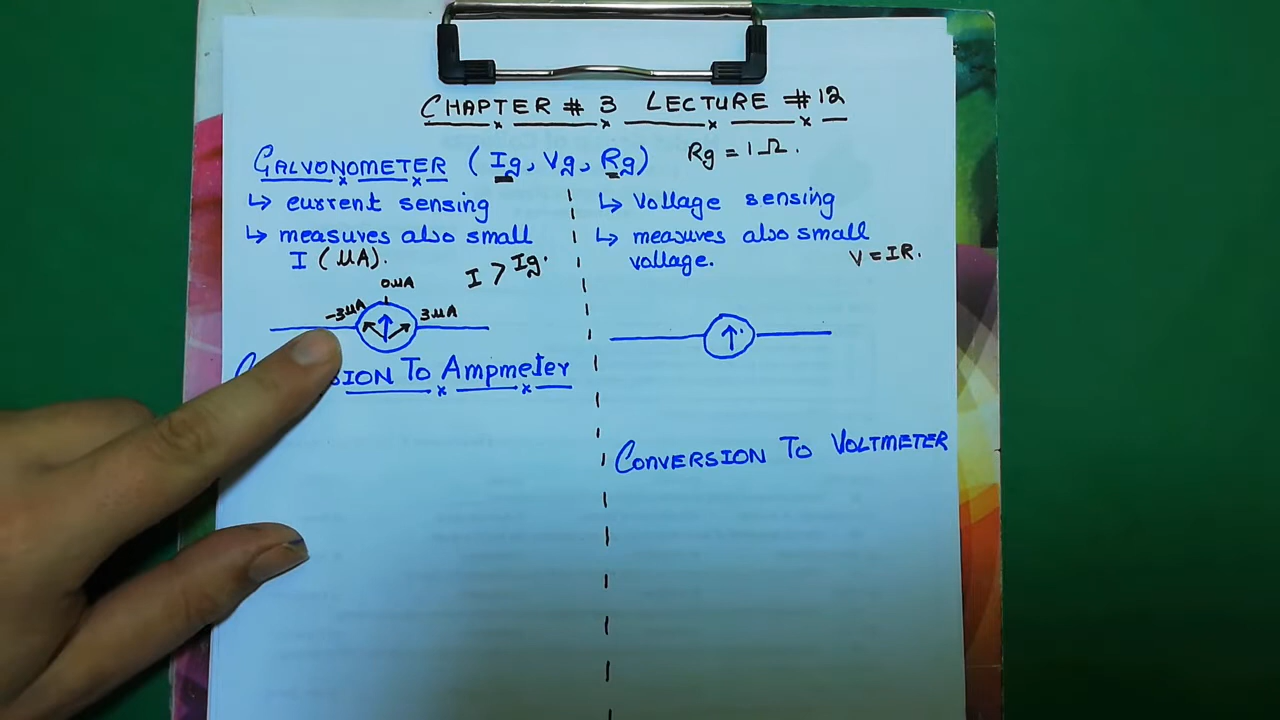 CHAPTER # 3 LECTURE #12
GALVONOMETER ( Ig, Vg, Rg) Rg = 1 Ω.
↳ current sensing
↳ measures also small
I (μA).
I > Ig.
0μA
-3μA 3μA
SION To Ampmeter
↳ Voltage sensing
↳ measures also small
voltage.
V = IR.
CONVERSION TO VOLTMETER